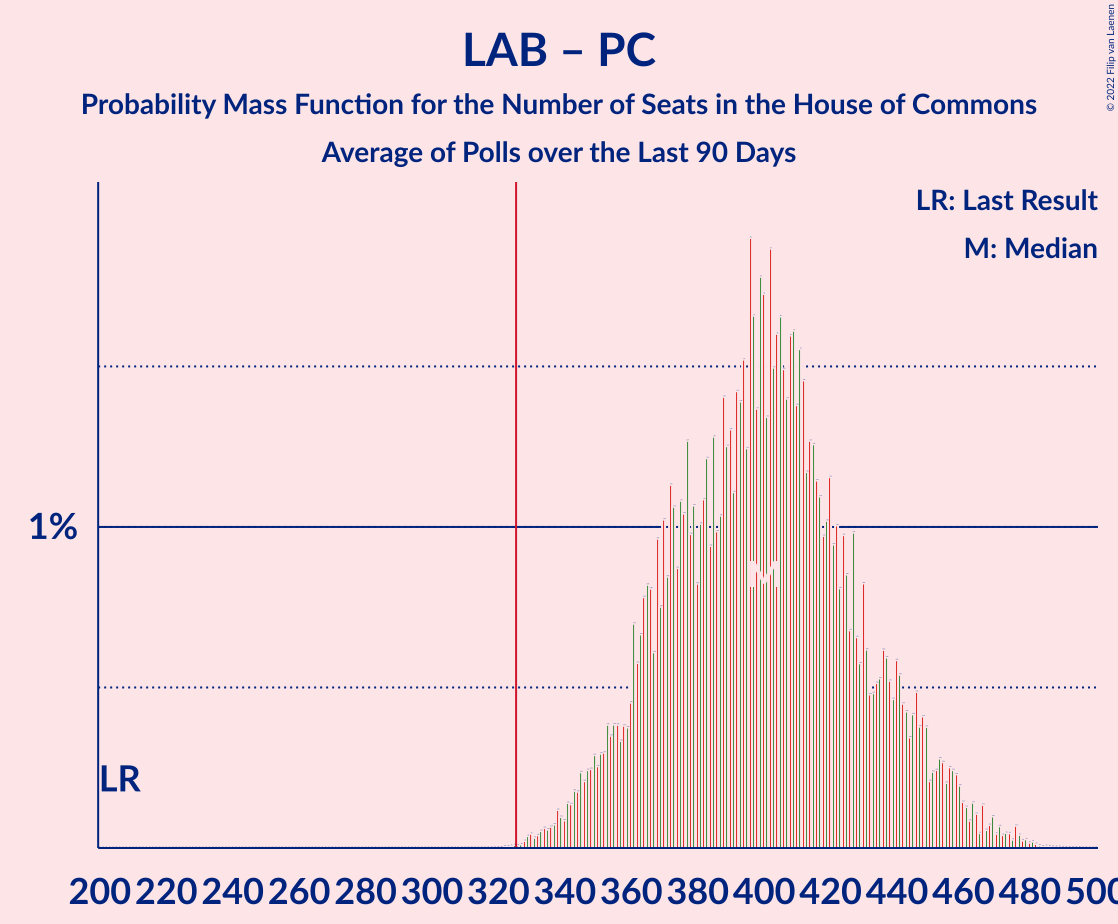 LAB – PC
Probability Mass Function for the Number of Seats in the House of Commons
Average of Polls over the Last 90 Days
© 2022 Filip van Laenen
LR: Last Result
M: Median
1%
LR
200 220 240 260 280 300 320 340 360 380 400 420 440 460 480 500